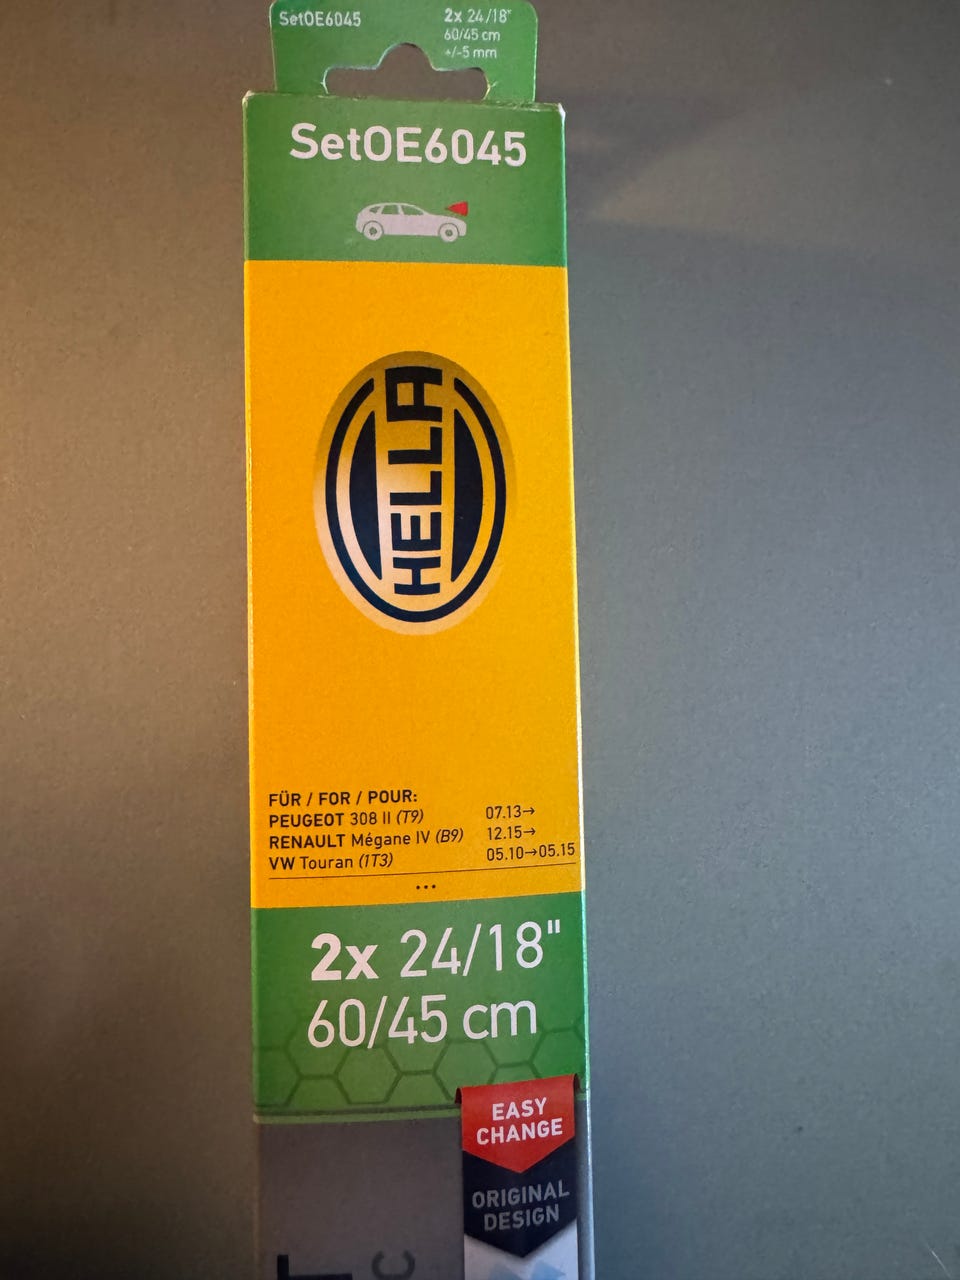 SetOE6045
2x 24/18"
60/45 cm
+/-5 mm
SetOE6045
HELLA
FÜR / FOR / POUR:
PEUGEOT 308 II (T9) 07.13→
RENAULT Mégane IV (B9) 12.15→
VW Touran (1T3) 05.10→05.15
...
2x 24/18"
60/45 cm
EASY
CHANGE
ORIGINAL
DESIGN